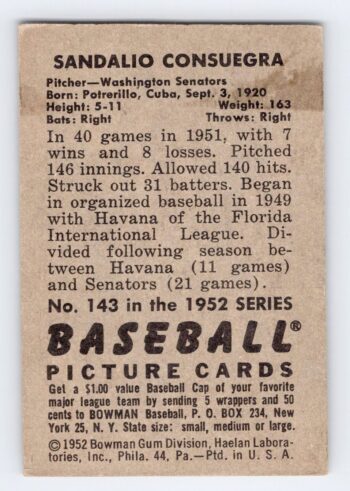 SANDALIO CONSUEGRA
Pitcher—Washington Senators
Born: Potrerillo, Cuba, Sept. 3, 1920
Height: 5-11 Weight: 163
Bats: Right Throws: Right
In 40 games in 1951, with 7
wins and 8 losses. Pitched
146 innings. Allowed 140 hits.
Struck out 31 batters. Began
in organized baseball in 1949
with Havana of the Florida
International League. Di-
vided following season be-
tween Havana (11 games)
and Senators (21 games).
No. 143 in the 1952 SERIES
BASEBALL®
PICTURE CARDS
Get a $1.00 value Baseball Cap of your favorite
major league team by sending 5 wrappers and 50
cents to BOWMAN Baseball, P. O. BOX 234, New
York 25, N. Y. State size: small, medium or large.
©1952 Bowman Gum Division, Haelan Labora-
tories, Inc., Phila. 44, Pa.—Ptd in U. S. A.